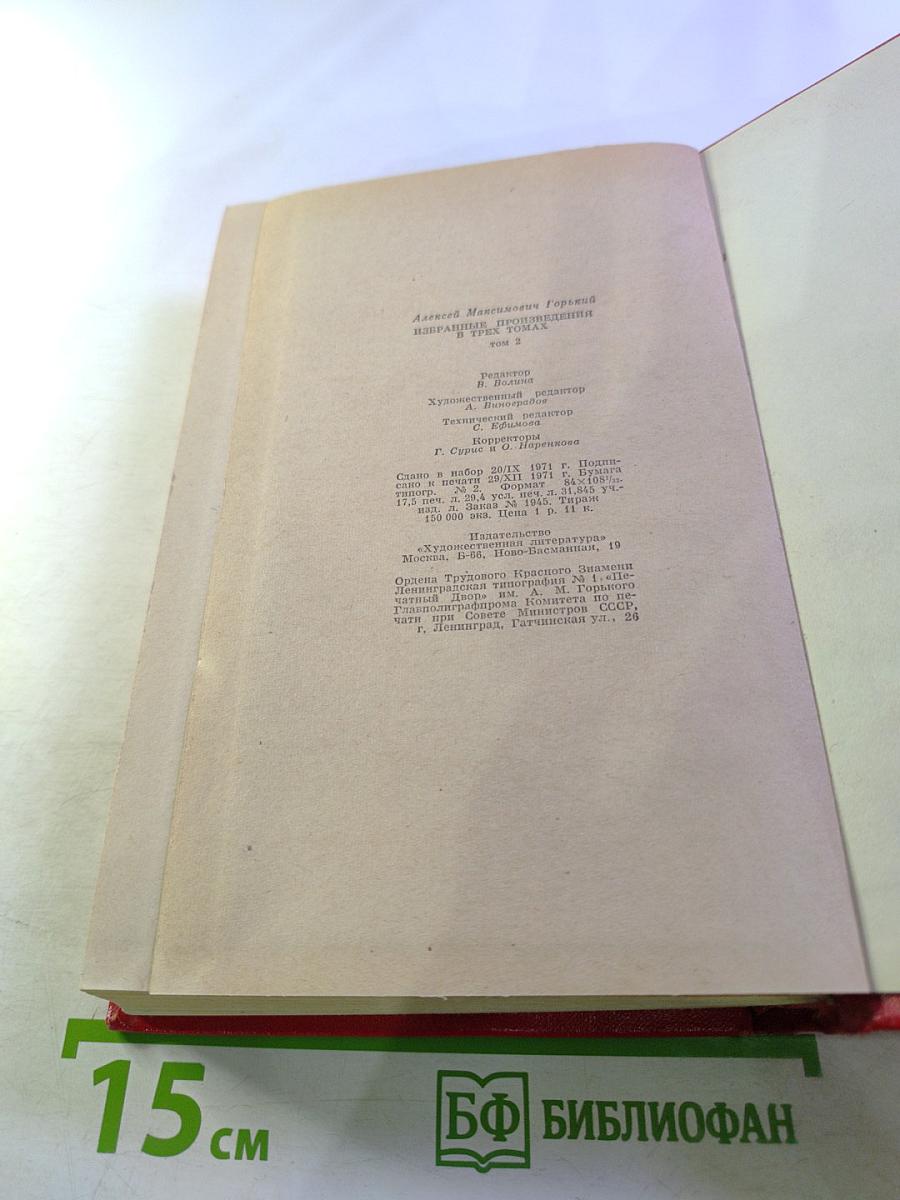 Алексей Максимович Горький
ИЗБРАННЫЕ ПРОИЗВЕДЕНИЯ
В ТРЕХ ТОМАХ
том 2
Редактор
В. Волина
Художественный редактор
А. Виноградов
Технический редактор
С. Ефимова
Корректоры
Г. Сурис и О. Наренкова
Сдано в набор 20/IX 1971 г. Подпи-
сано к печати 29/XII 1971 г. Бумага
типогр. № 2. Формат 84×108¹/₃₂.
17,5 печ. л. 29,4 усл. печ. л. 31,845 уч.-
изд. л. Заказ № 1945. Тираж
150 000 экз. Цена 1 р. 11 к.
Издательство
«Художественная литература»
Москва, Б-66, Ново-Басманная, 19
Ордена Трудового Красного Знамени
Ленинградская типография № 1 «Пе-
чатный Двор» им. А. М. Горького
Главполиграфпрома Комитета по пе-
чати при Совете Министров СССР,
г. Ленинград, Гатчинская ул., 26
15 см
БФ БИБЛИОФАН